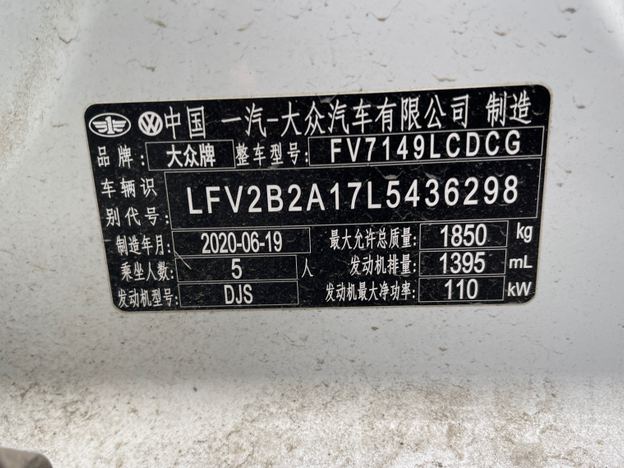 中国 一汽-大众汽车有限公司 制造
品牌: 大众牌 整车型号: FV7149LCDCG
车辆识别代号: LFV2B2A17L5436298
制造年月: 2020-06-19 最大允许总质量: 1850 kg
乘坐人数: 5 人 发动机排量: 1395 mL
发动机型号: DJS 发动机最大净功率: 110 kW